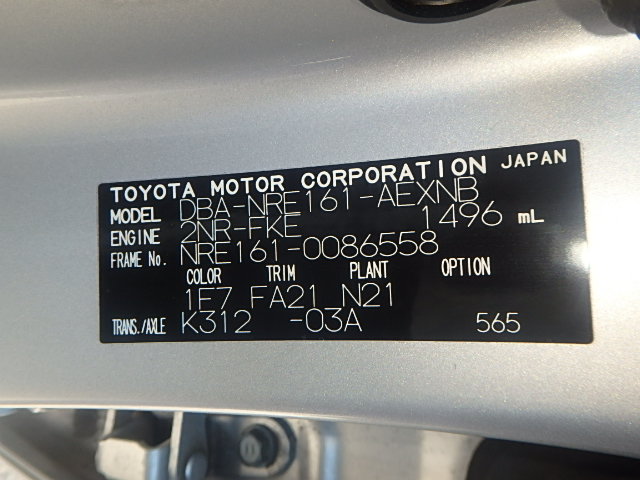 TOYOTA MOTOR CORPORATION JAPAN
MODEL DBA-NRE161-AEXNB
ENGINE 2NR-FKE 1496 mL
FRAME No. NRE161-0086558
COLOR TRIM PLANT OPTION
1E7 FA21 N21
TRANS./AXLE K312 -03A 565